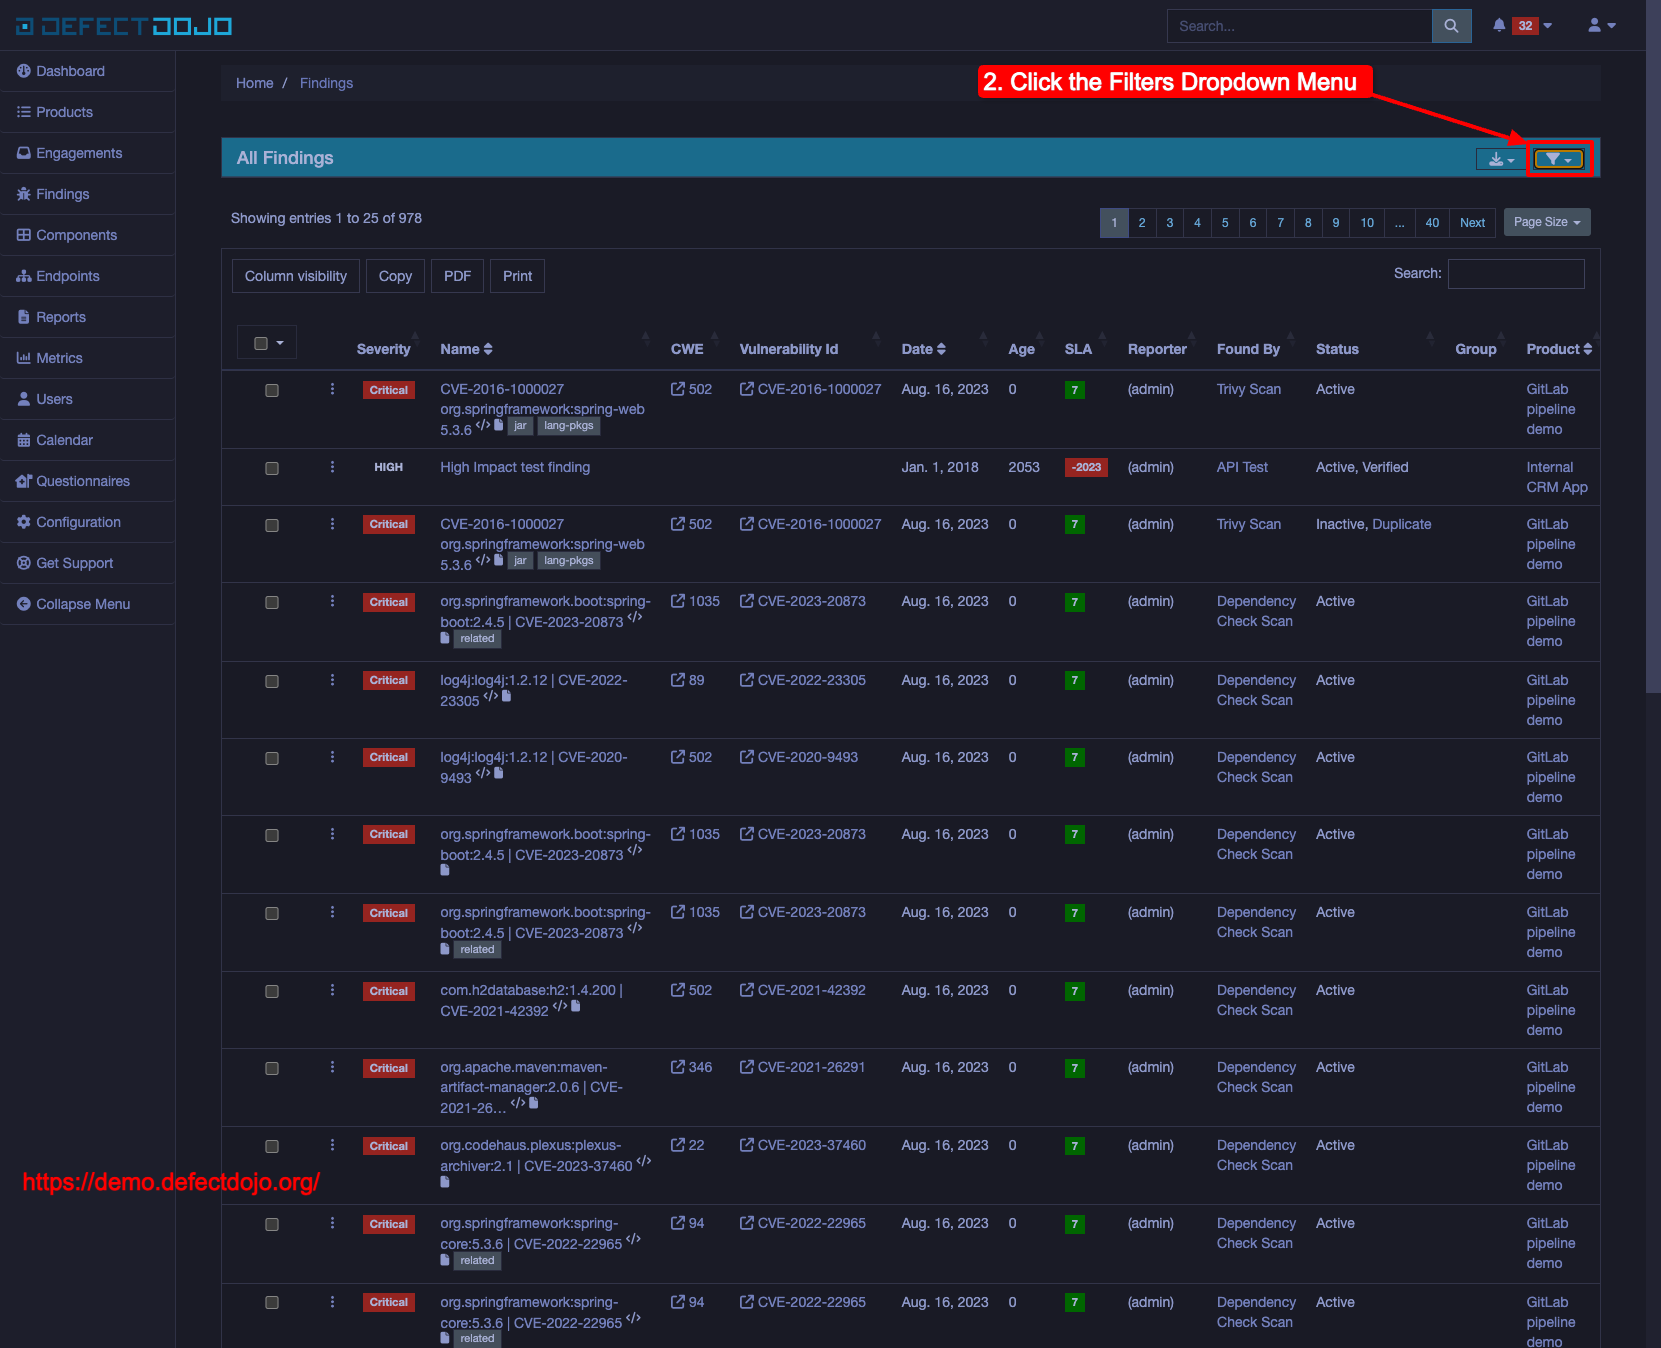 DEFECTDOJO
Search...
32
Dashboard
Products
Engagements
Findings
Components
Endpoints
Reports
Metrics
Users
Calendar
Questionnaires
Configuration
Get Support
Collapse Menu
Home / Findings
2. Click the Filters Dropdown Menu
All Findings
Showing entries 1 to 25 of 978
1 2 3 4 5 6 7 8 9 10 ... 40 Next Page Size
Column visibility Copy PDF Print
Search:
Severity Name CWE Vulnerability Id Date Age SLA Reporter Found By Status Group Product
Critical CVE-2016-1000027 502 CVE-2016-1000027 Aug. 16, 2023 0 7 (admin) Trivy Scan Active GitLab
org.springframework:spring-web pipeline
5.3.6 jar lang-pkgs demo
HIGH High Impact test finding Jan. 1, 2018 2053 -2023 (admin) API Test Active, Verified Internal
CRM App
Critical CVE-2016-1000027 502 CVE-2016-1000027 Aug. 16, 2023 0 7 (admin) Trivy Scan Inactive, Duplicate GitLab
org.springframework:spring-web pipeline
5.3.6 jar lang-pkgs demo
Critical org.springframework.boot:spring- 1035 CVE-2023-20873 Aug. 16, 2023 0 7 (admin) Dependency Active GitLab
boot:2.4.5 | CVE-2023-20873 Check Scan pipeline
related demo
Critical log4j:log4j:1.2.12 | CVE-2022- 89 CVE-2022-23305 Aug. 16, 2023 0 7 (admin) Dependency Active GitLab
23305 Check Scan pipeline
demo
Critical log4j:log4j:1.2.12 | CVE-2020- 502 CVE-2020-9493 Aug. 16, 2023 0 7 (admin) Dependency Active GitLab
9493 Check Scan pipeline
demo
Critical org.springframework.boot:spring- 1035 CVE-2023-20873 Aug. 16, 2023 0 7 (admin) Dependency Active GitLab
boot:2.4.5 | CVE-2023-20873 Check Scan pipeline
demo
Critical org.springframework.boot:spring- 1035 CVE-2023-20873 Aug. 16, 2023 0 7 (admin) Dependency Active GitLab
boot:2.4.5 | CVE-2023-20873 Check Scan pipeline
related demo
Critical com.h2database:h2:1.4.200 | 502 CVE-2021-42392 Aug. 16, 2023 0 7 (admin) Dependency Active GitLab
CVE-2021-42392 Check Scan pipeline
demo
Critical org.apache.maven:maven- 346 CVE-2021-26291 Aug. 16, 2023 0 7 (admin) Dependency Active GitLab
artifact-manager:2.0.6 | CVE- Check Scan pipeline
2021-26... demo
Critical org.codehaus.plexus:plexus- 22 CVE-2023-37460 Aug. 16, 2023 0 7 (admin) Dependency Active GitLab
archiver:2.1 | CVE-2023-37460 Check Scan pipeline
demo
https://demo.defectdojo.org/
Critical org.springframework:spring- 94 CVE-2022-22965 Aug. 16, 2023 0 7 (admin) Dependency Active GitLab
core:5.3.6 | CVE-2022-22965 Check Scan pipeline
related demo
Critical org.springframework:spring- 94 CVE-2022-22965 Aug. 16, 2023 0 7 (admin) Dependency Active GitLab
core:5.3.6 | CVE-2022-22965 Check Scan pipeline
related demo